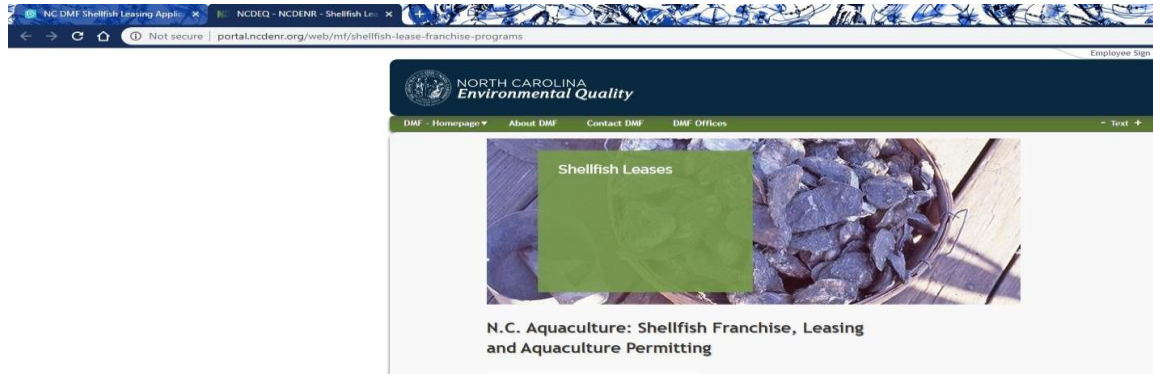 NC DMF Shellfish Leasing Applic
NCDEQ - NCDENR - Shellfish Lea
Not secure | portal.ncdenr.org/web/mf/shellfish-lease-franchise-programs
Employee Sign
NORTH CAROLINA
Environmental Quality
DMF - Homepage▾ About DMF Contact DMF DMF Offices - Text +
Shellfish Leases
N.C. Aquaculture: Shellfish Franchise, Leasing
and Aquaculture Permitting